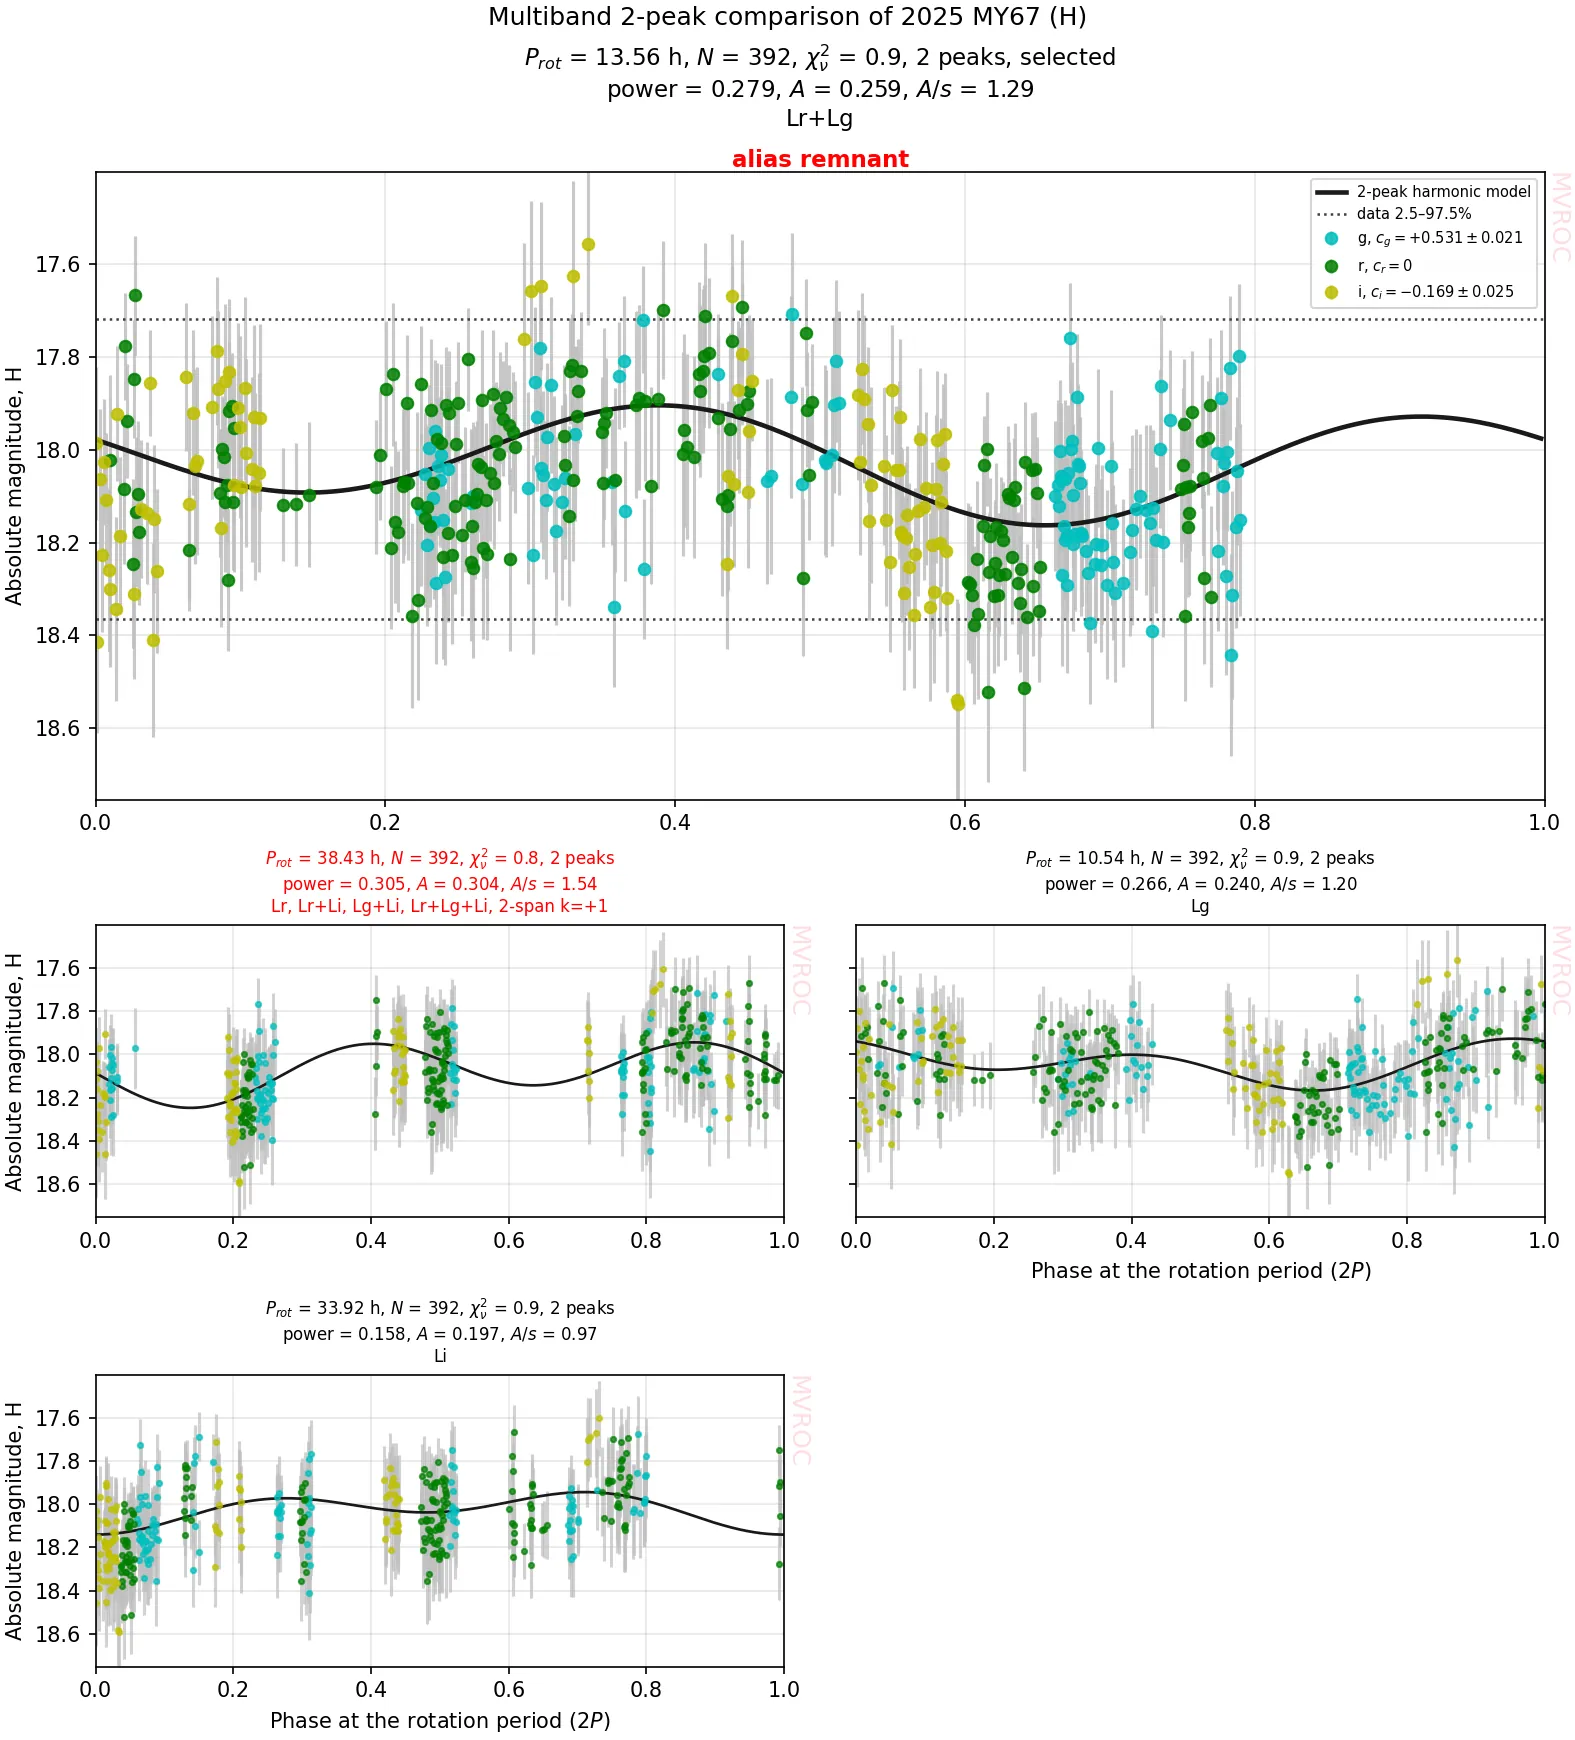 Multiband 2-peak comparison of 2025 MY67 (H)
P_rot = 13.56 h, N = 392, χ²_ν = 0.9, 2 peaks, selected
power = 0.279, A = 0.259, A/s = 1.29
Lr+Lg
alias remnant
2-peak harmonic model
data 2.5–97.5%
g, c_g = +0.531 ± 0.021
r, c_r = 0
i, c_i = −0.169 ± 0.025
MVROC
Absolute magnitude, H
17.6
17.8
18.0
18.2
18.4
18.6
0.0 0.2 0.4 0.6 0.8 1.0
P_rot = 38.43 h, N = 392, χ²_ν = 0.8, 2 peaks
power = 0.305, A = 0.304, A/s = 1.54
Lr, Lr+Li, Lg+Li, Lr+Lg+Li, 2-span k=+1
MVROC
Absolute magnitude, H
17.6
17.8
18.0
18.2
18.4
18.6
0.0 0.2 0.4 0.6 0.8 1.0
P_rot = 10.54 h, N = 392, χ²_ν = 0.9, 2 peaks
power = 0.266, A = 0.240, A/s = 1.20
Lg
MVROC
0.0 0.2 0.4 0.6 0.8 1.0
Phase at the rotation period (2P)
P_rot = 33.92 h, N = 392, χ²_ν = 0.9, 2 peaks
power = 0.158, A = 0.197, A/s = 0.97
Li
MVROC
Absolute magnitude, H
17.6
17.8
18.0
18.2
18.4
18.6
0.0 0.2 0.4 0.6 0.8 1.0
Phase at the rotation period (2P)